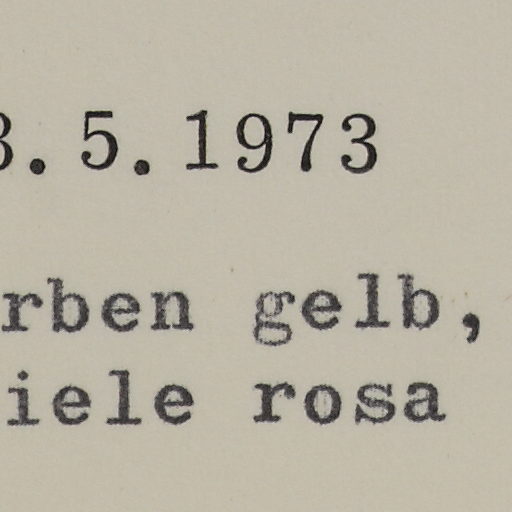 3.5.1973
rben gelb,
iele rosa